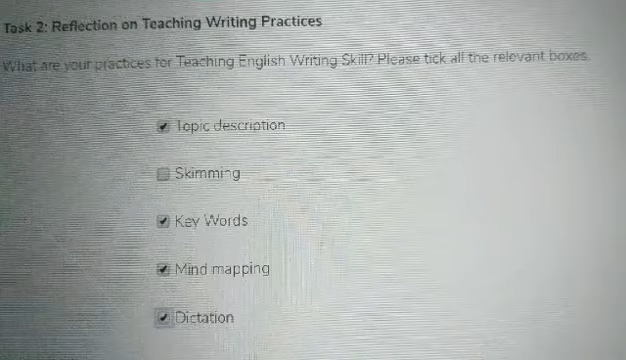 Task 2: Reflection on Teaching Writing Practices
What are your practices for Teaching English Writing Skill? Please tick all the relevant boxes.
Topic description
Skimming
Key Words
Mind mapping
Dictation